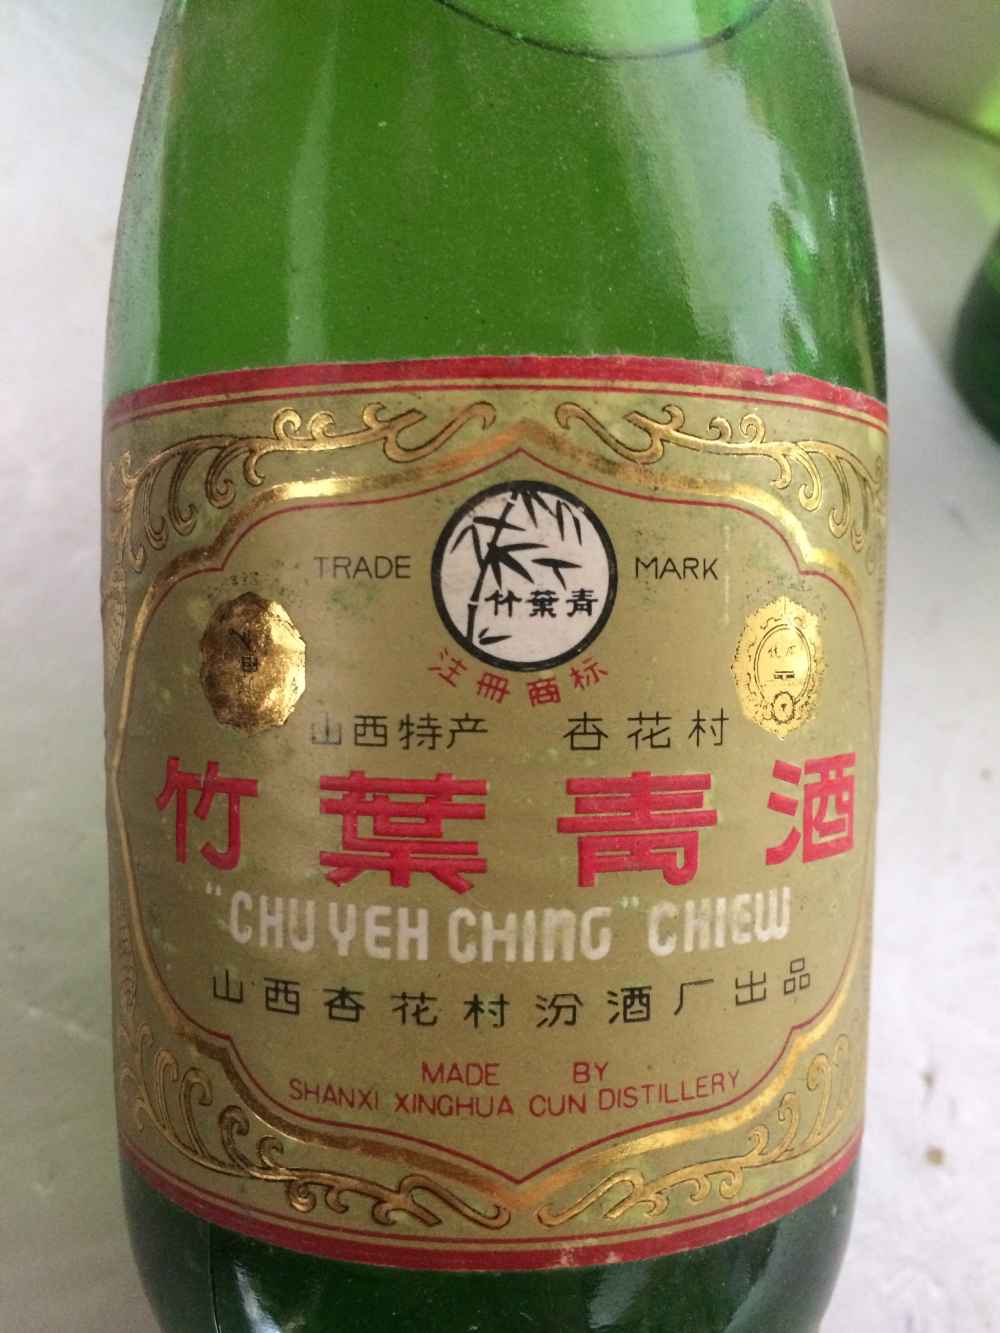 TRADE MARK
竹葉青
注冊商标
山西特产 杏花村
竹葉青酒
"CHU YEH CHING" CHIEW
山西杏花村汾酒厂出品
MADE BY
SHANXI XINGHUA CUN DISTILLERY